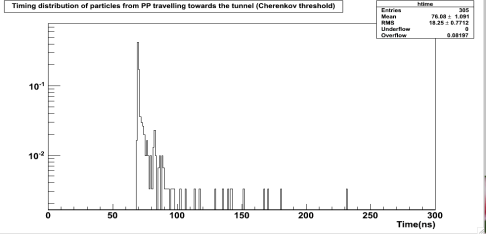 Timing distribution of particles from PP travelling towards the tunnel (Cherenkov threshold)
htime
Entries 305
Mean 76.08 ± 1.091
RMS 18.25 ± 0.7712
Underflow 0
Overflow 0.08197
10-1
10-2
0 50 100 150 200 250 300
Time(ns)